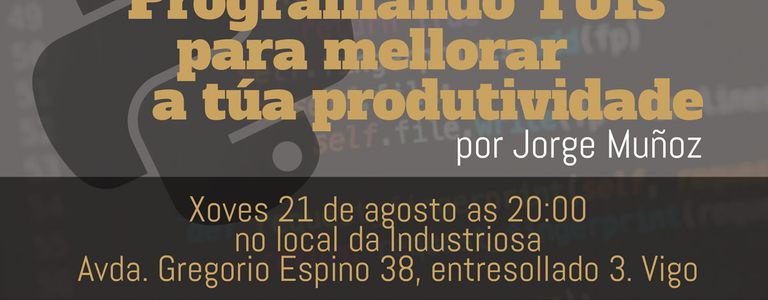 Programando TUIs
para mellorar
a túa produtividade
por Jorge Muñoz
Xoves 21 de agosto as 20:00
no local da Industriosa
Avda. Gregorio Espino 38, entresollado 3. Vigo